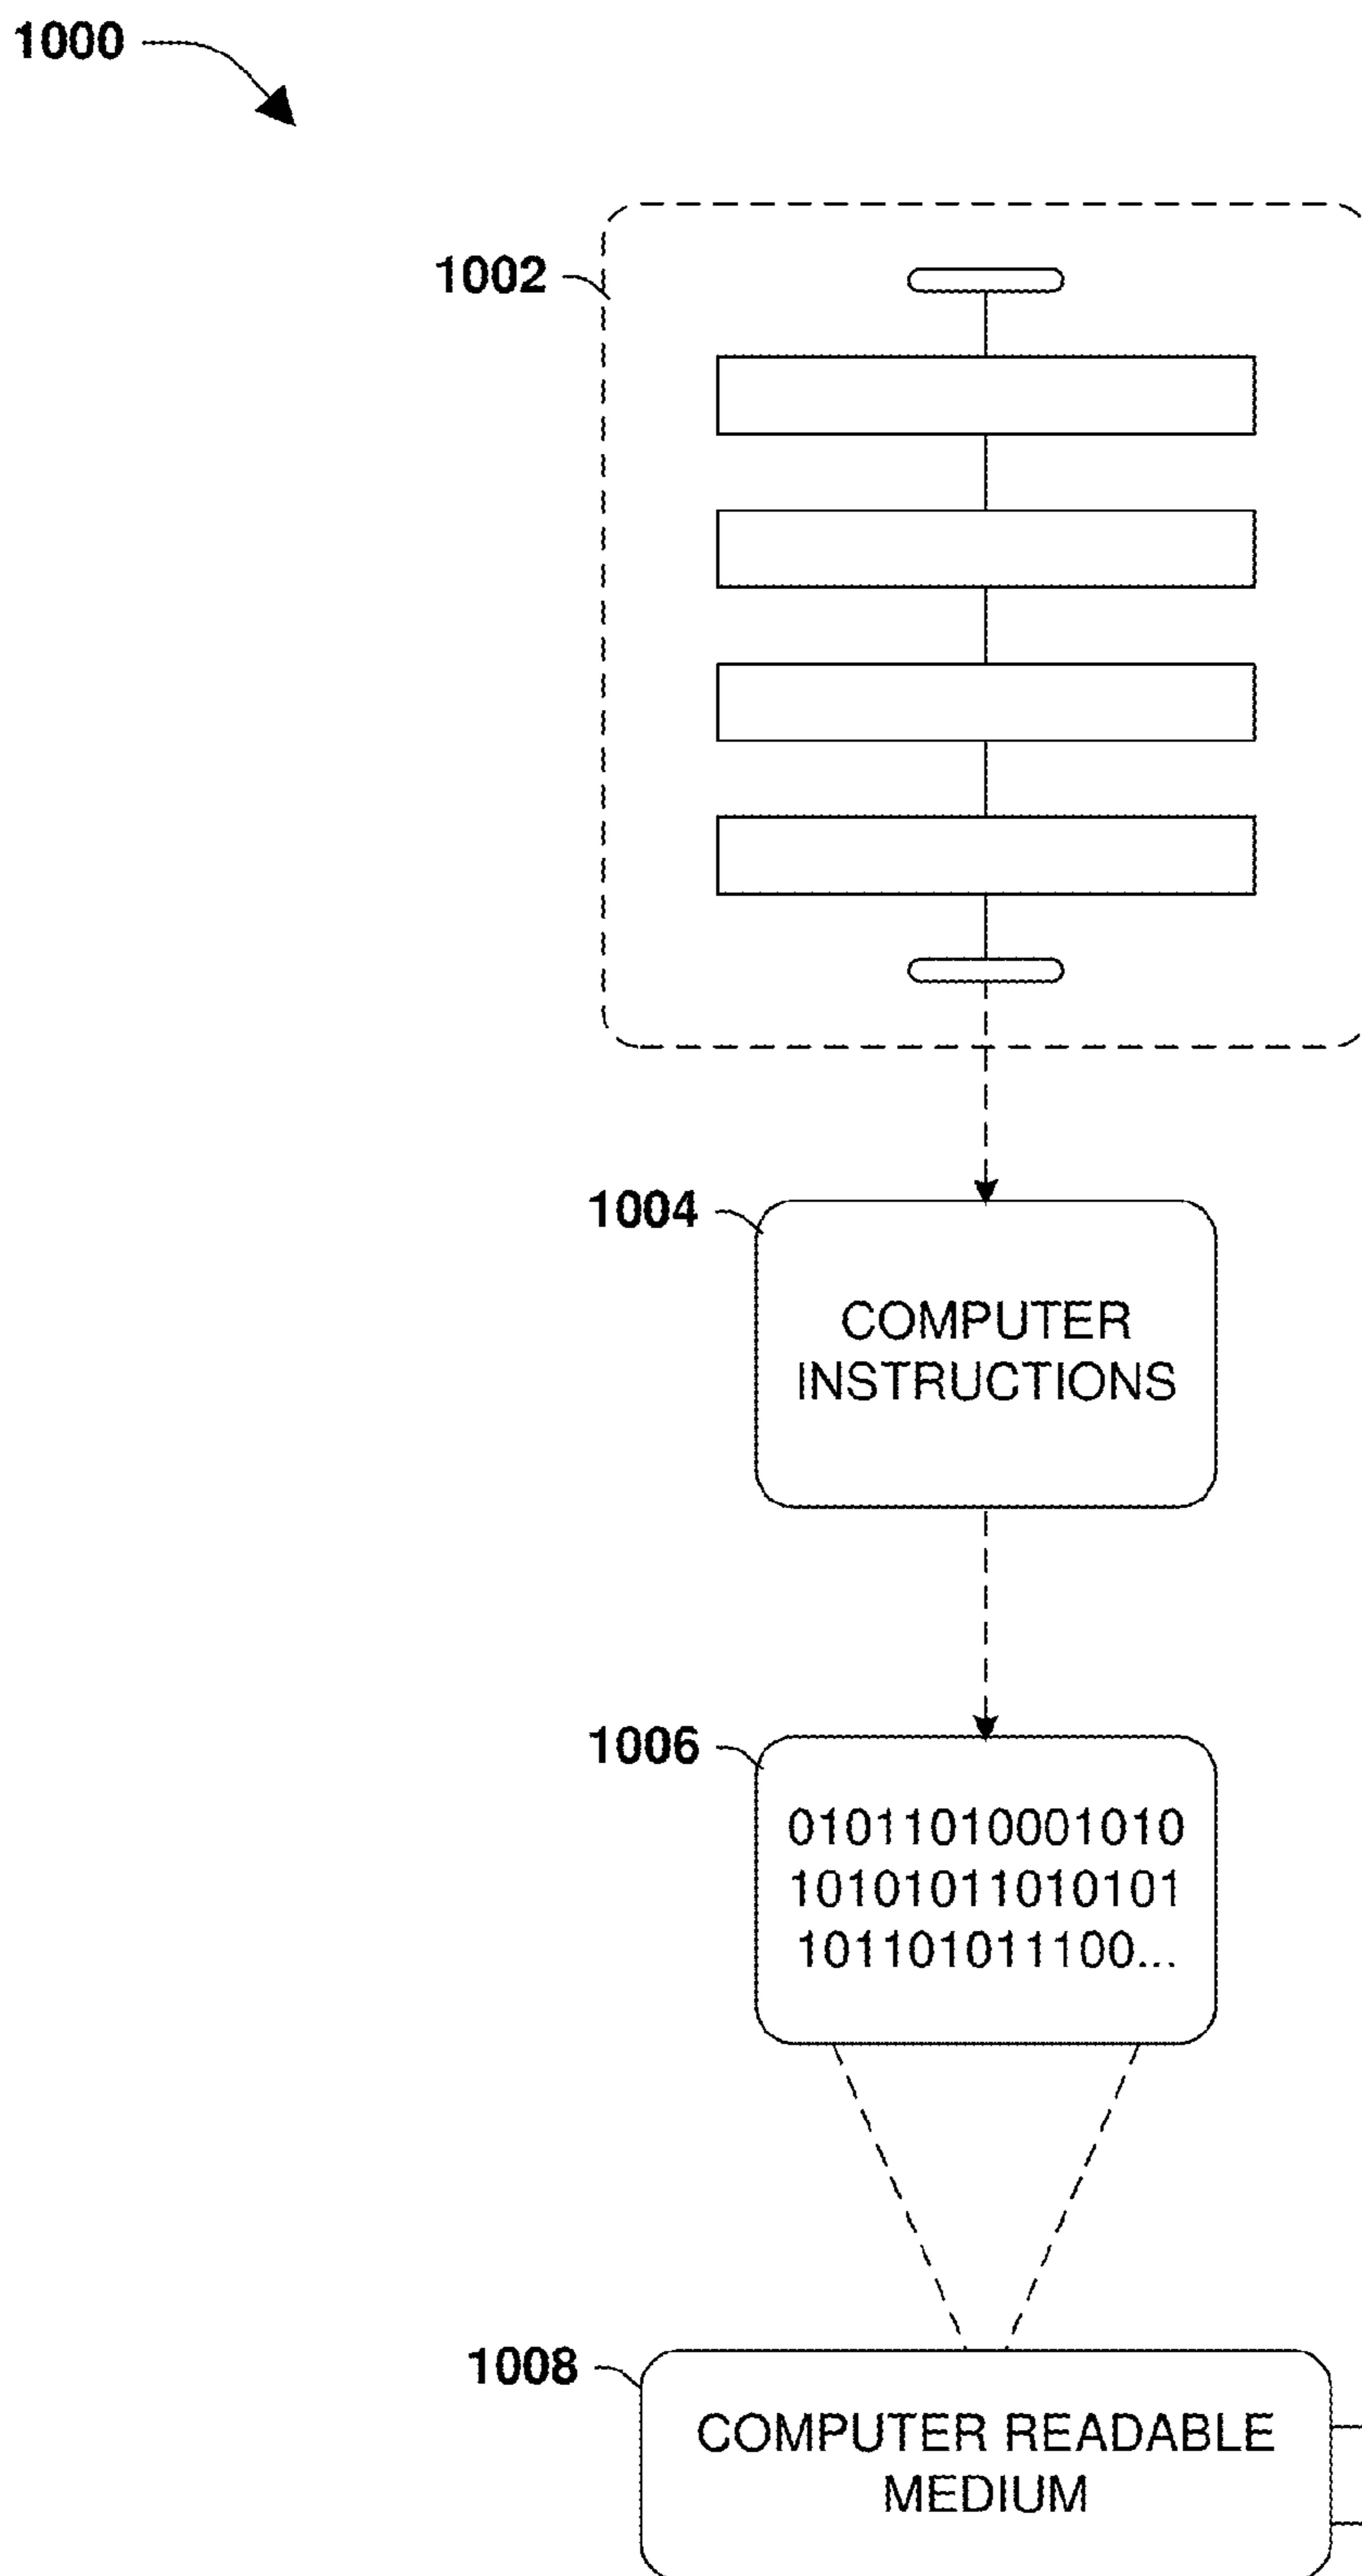 1000
1002
1004
COMPUTER
INSTRUCTIONS
1006
01011010001010
10101011010101
101101011100...
1008
COMPUTER READABLE
MEDIUM